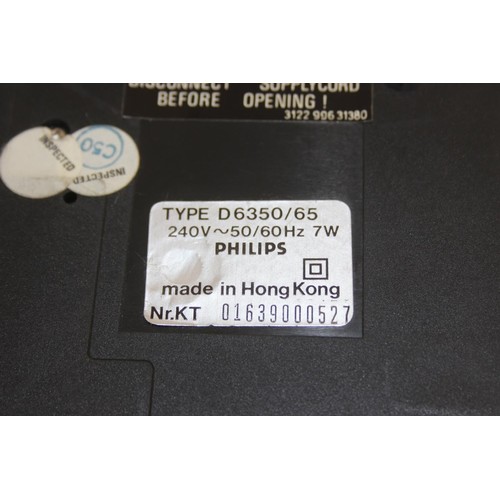 DISCONNECT SUPPLYCORD
BEFORE OPENING !
3122 906 31380
INSPECTED
C50
INSPECTED
TYPE D6350/65
240V～50/60Hz 7W
PHILIPS
made in Hong Kong
Nr.KT 01639000527